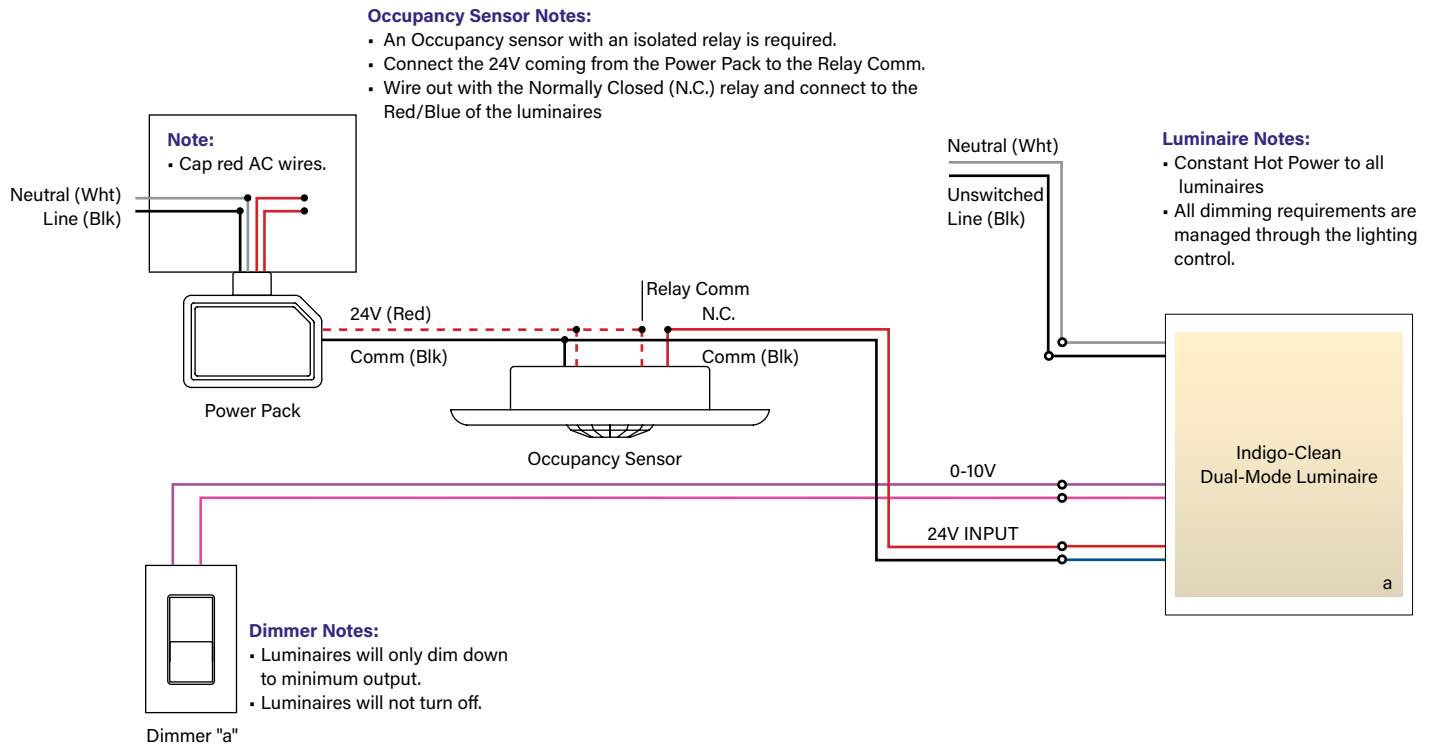 Occupancy Sensor Notes:
▪ An Occupancy sensor with an isolated relay is required.
▪ Connect the 24V coming from the Power Pack to the Relay Comm.
▪ Wire out with the Normally Closed (N.C.) relay and connect to the
Red/Blue of the luminaires
Note:
▪ Cap red AC wires.
Neutral (Wht)
Line (Blk)
Neutral (Wht)
Unswitched
Line (Blk)
Luminaire Notes:
▪ Constant Hot Power to all
luminaires
▪ All dimming requirements are
managed through the lighting
control.
24V (Red)
Comm (Blk)
Relay Comm
N.C.
Comm (Blk)
Power Pack
Occupancy Sensor
0-10V
24V INPUT
Indigo-Clean
Dual-Mode Luminaire
a
Dimmer Notes:
▪ Luminaires will only dim down
to minimum output.
▪ Luminaires will not turn off.
Dimmer "a"